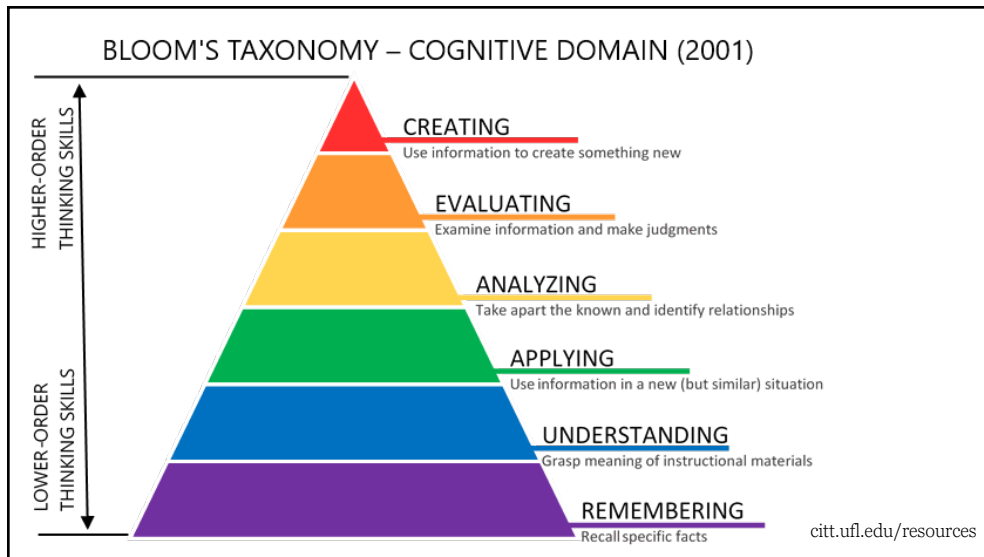 BLOOM'S TAXONOMY – COGNITIVE DOMAIN (2001)
HIGHER-ORDER
THINKING SKILLS
CREATING
Use information to create something new
EVALUATING
Examine information and make judgments
ANALYZING
Take apart the known and identify relationships
LOWER-ORDER
THINKING SKILLS
APPLYING
Use information in a new (but similar) situation
UNDERSTANDING
Grasp meaning of instructional materials
REMEMBERING
Recall specific facts
citt.ufl.edu/resources